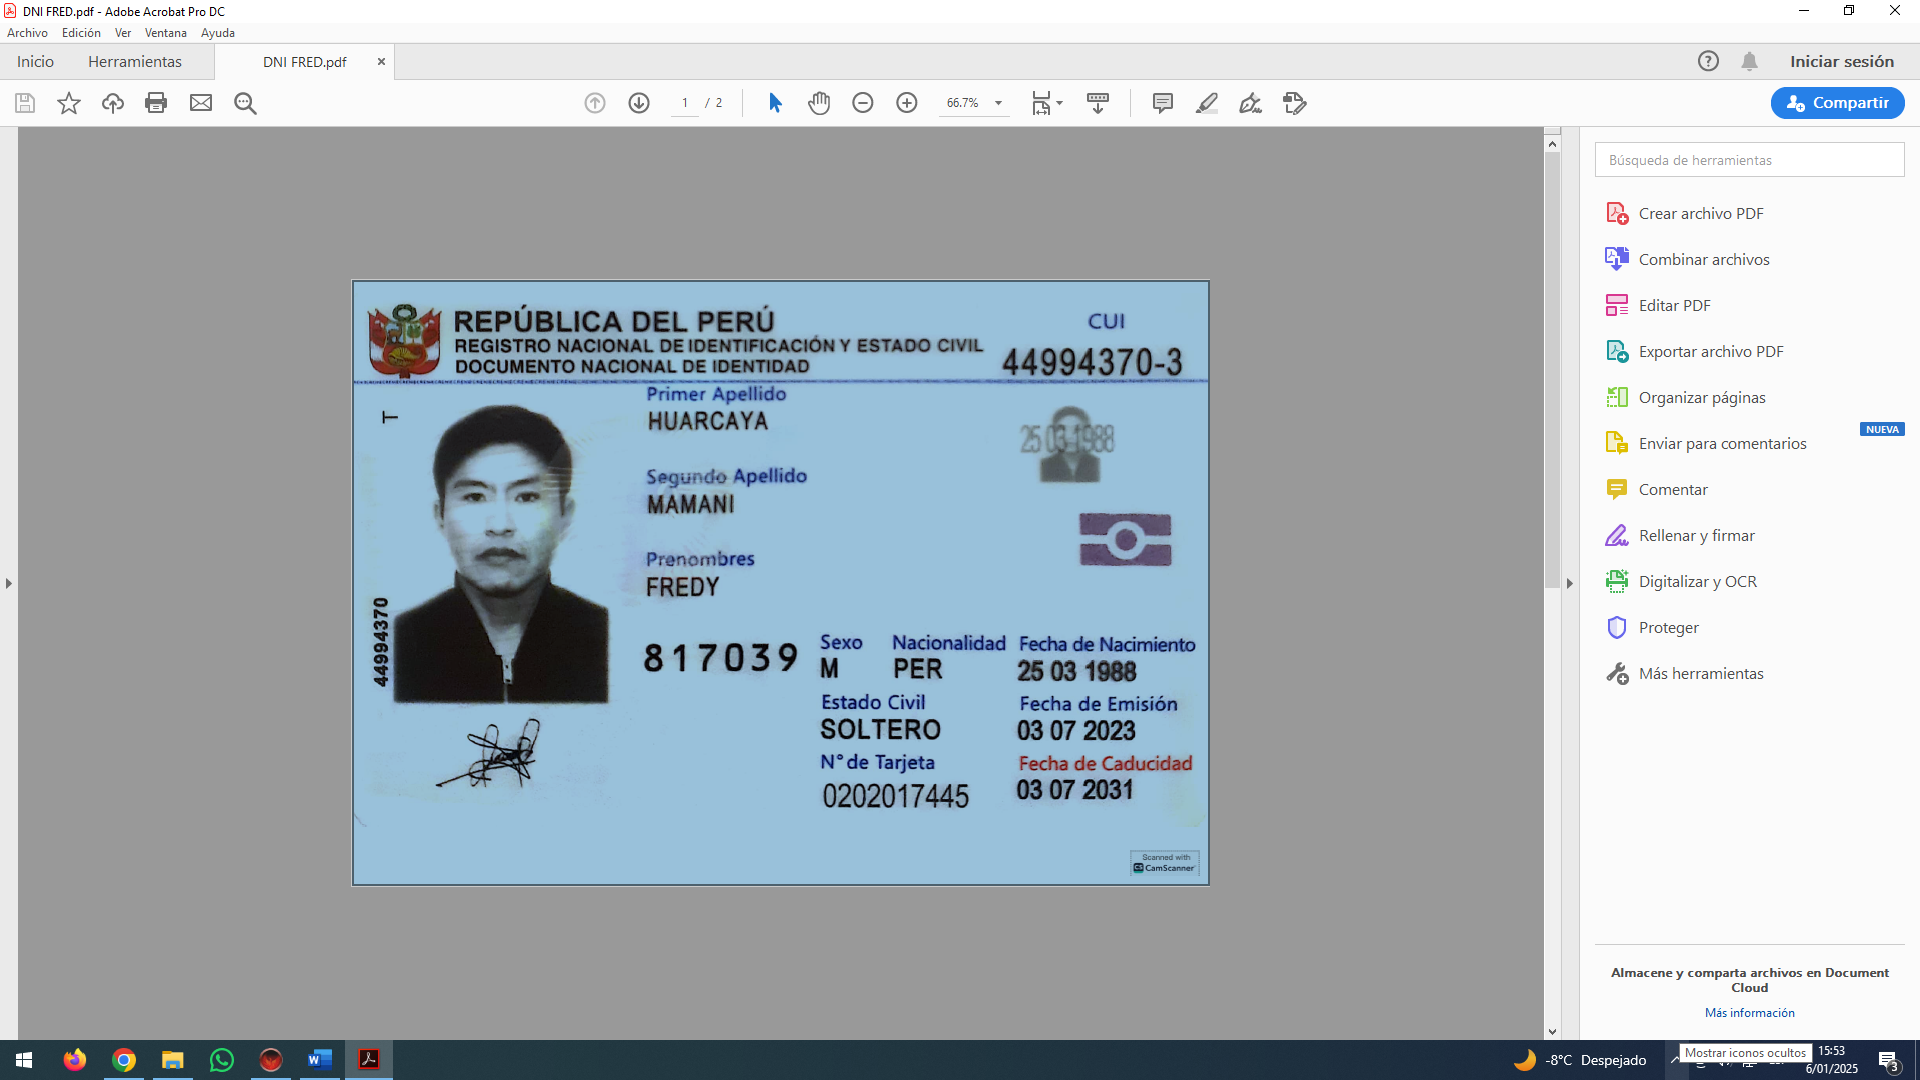 DNI FRED.pdf - Adobe Acrobat Pro DC
Archivo Edición Ver Ventana Ayuda
Inicio Herramientas DNI FRED.pdf × Iniciar sesión
1 / 2 66.7% Compartir
Búsqueda de herramientas
Crear archivo PDF
Combinar archivos
Editar PDF
Exportar archivo PDF
Organizar páginas
Enviar para comentarios NUEVA
Comentar
Rellenar y firmar
Digitalizar y OCR
Proteger
Más herramientas
Almacene y comparta archivos en Document
Cloud
Más información
REPÚBLICA DEL PERÚ
REGISTRO NACIONAL DE IDENTIFICACIÓN Y ESTADO CIVIL
DOCUMENTO NACIONAL DE IDENTIDAD
CUI
44994370-3
T
44994370
Primer Apellido
HUARCAYA
Segundo Apellido
MAMANI
Prenombres
FREDY
25 03 1988
817039
Sexo Nacionalidad Fecha de Nacimiento
M PER 25 03 1988
Estado Civil Fecha de Emisión
SOLTERO 03 07 2023
N° de Tarjeta Fecha de Caducidad
0202017445 03 07 2031
Scanned with
CS CamScanner
-8°C Despejado
Mostrar iconos ocultos
15:53
6/01/2025
3